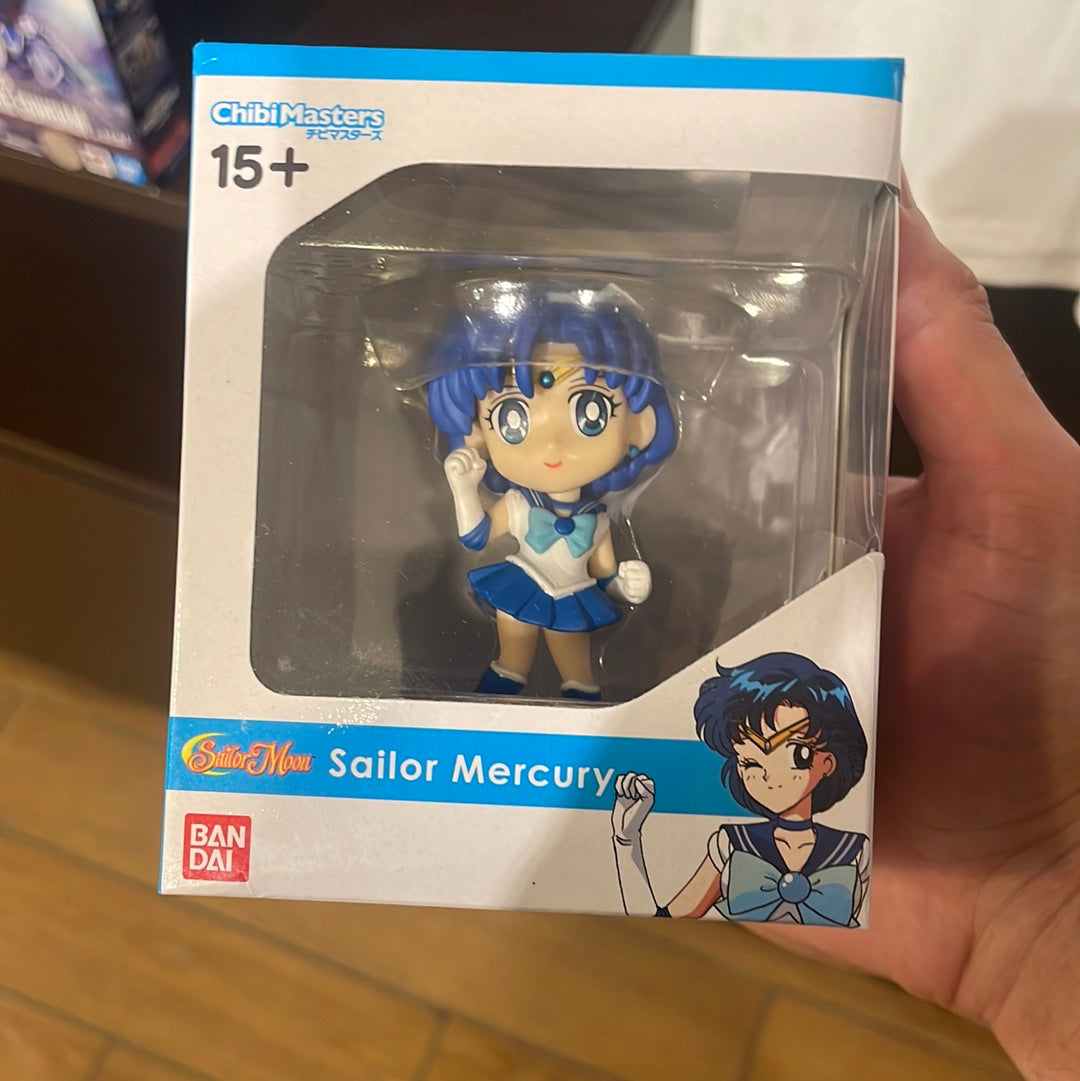 ChibiMasters
チビマスターズ
15+
Sailor Moon
Sailor Mercury
BAN
DAI